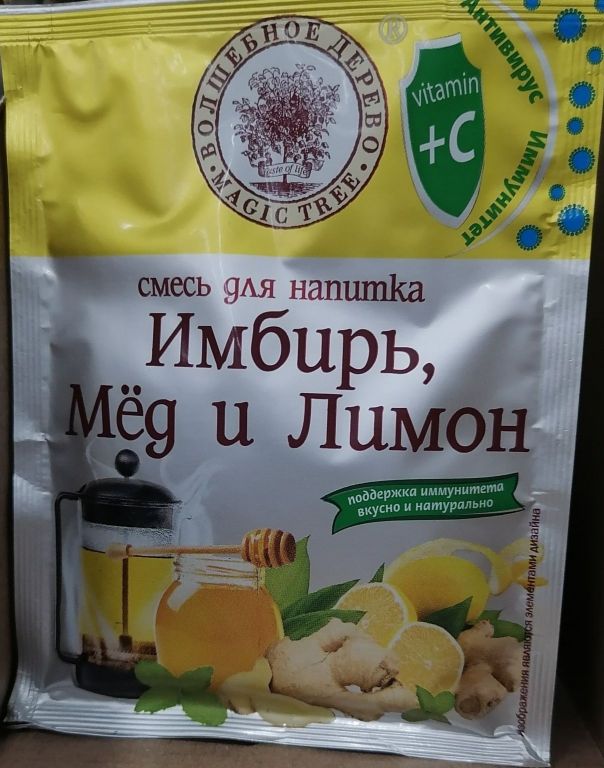 ВОЛШЕБНОЕ ДЕРЕВО
taste of life
• MAGIC TREE •
®
vitamin
+C
Антивирус Иммунитет
смесь для напитка
Имбирь,
Мёд и Лимон
поддержка иммунитета
вкусно и натурально
изображения являются элементами дизайна